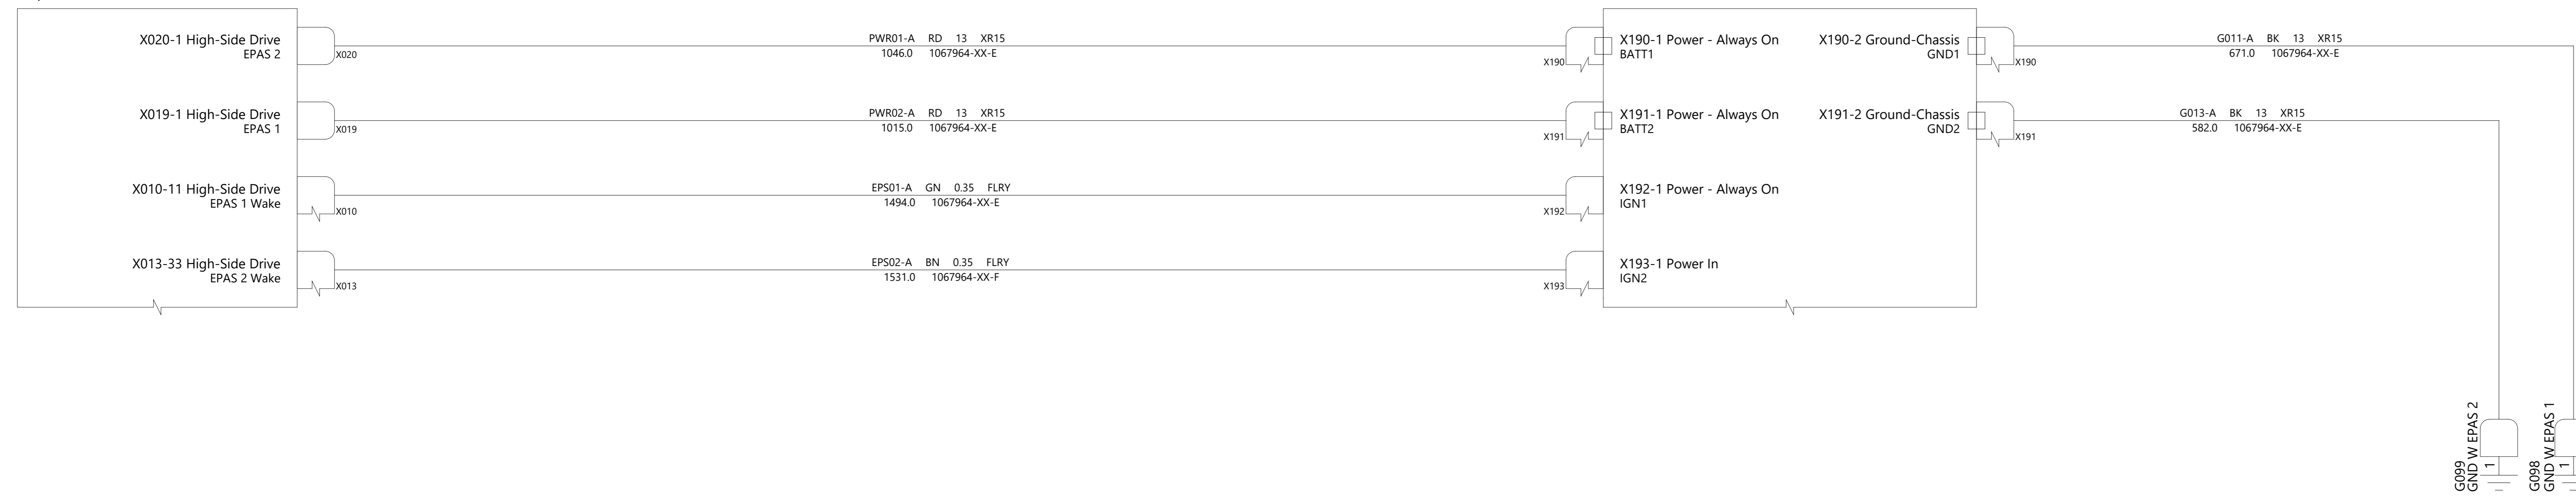 X020-1 High-Side Drive
EPAS 2
X020
PWR01-A RD 13 XR15
1046.0 1067964-XX-E
X190
X190-1 Power - Always On
BATT1
X190-2 Ground-Chassis
GND1
X190
G011-A BK 13 XR15
671.0 1067964-XX-E
X019-1 High-Side Drive
EPAS 1
X019
PWR02-A RD 13 XR15
1015.0 1067964-XX-E
X191
X191-1 Power - Always On
BATT2
X191-2 Ground-Chassis
GND2
X191
G013-A BK 13 XR15
582.0 1067964-XX-E
X010-11 High-Side Drive
EPAS 1 Wake
X010
EPS01-A GN 0.35 FLRY
1494.0 1067964-XX-E
X192
X192-1 Power - Always On
IGN1
X013-33 High-Side Drive
EPAS 2 Wake
X013
EPS02-A BN 0.35 FLRY
1531.0 1067964-XX-F
X193
X193-1 Power In
IGN2
G099
GND W EPAS 2
1
G098
GND W EPAS 1
1